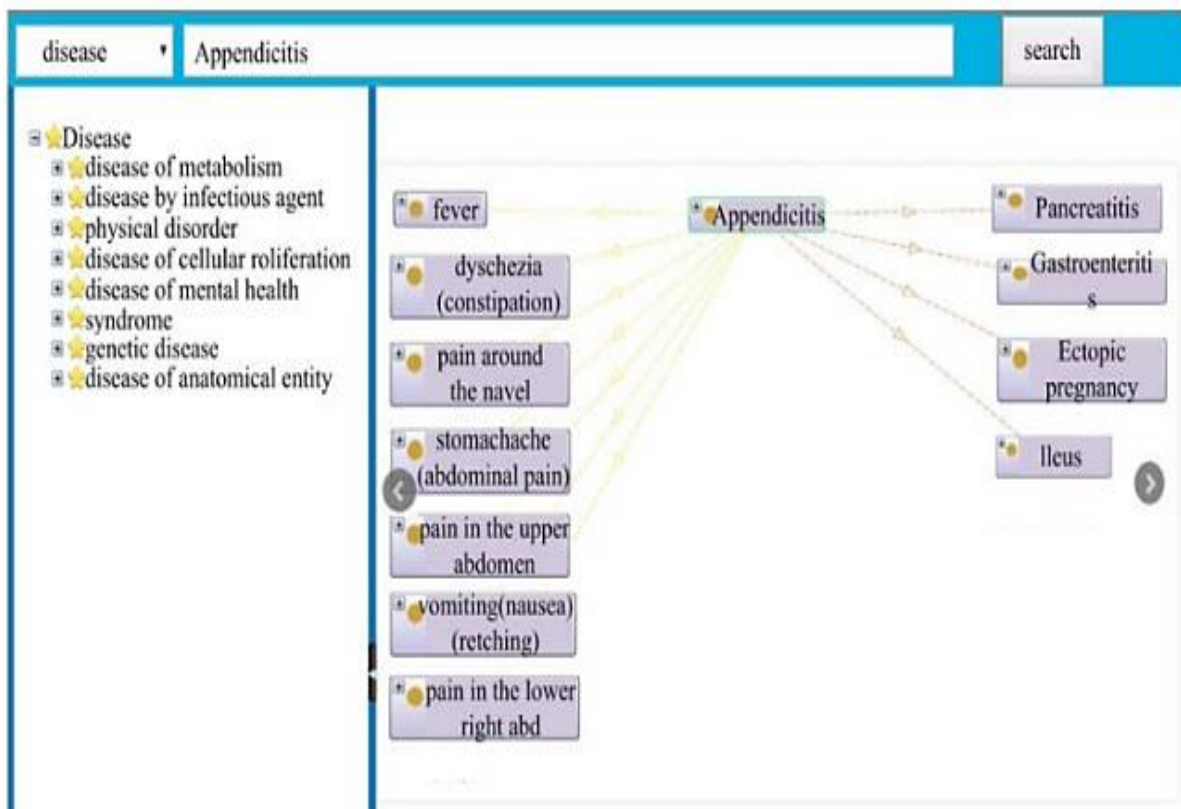 disease
Appendicitis
search
Disease
disease of metabolism
disease by infectious agent
physical disorder
disease of cellular roliferation
disease of mental health
syndrome
genetic disease
disease of anatomical entity
fever
dyschezia
(constipation)
pain around
the navel
stomachache
(abdominal pain)
pain in the upper
abdomen
vomiting(nausea)
(retching)
pain in the lower
right abd
Appendicitis
Pancreatitis
Gastroenteriti
s
Ectopic
pregnancy
Ileus